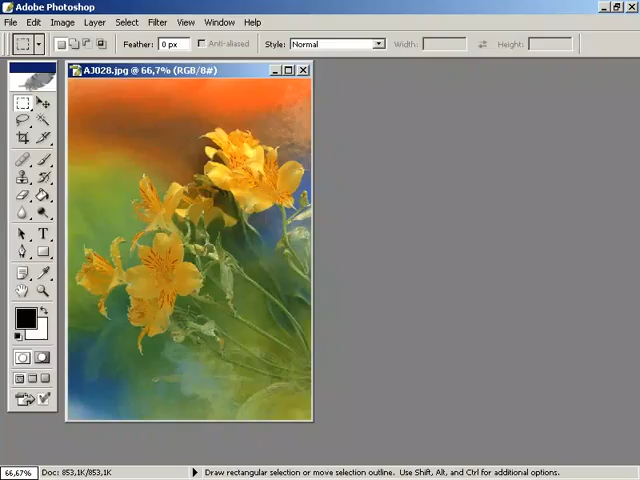 Adobe Photoshop
File Edit Image Layer Select Filter View Window Help
Feather: 0 px Anti-aliased Style: Normal Width: Height:
AJ028.jpg @ 66,7% (RGB/8#)
T
66,67% Doc: 853,1K/853,1K Draw rectangular selection or move selection outline. Use Shift, Alt, and Ctrl for additional options.